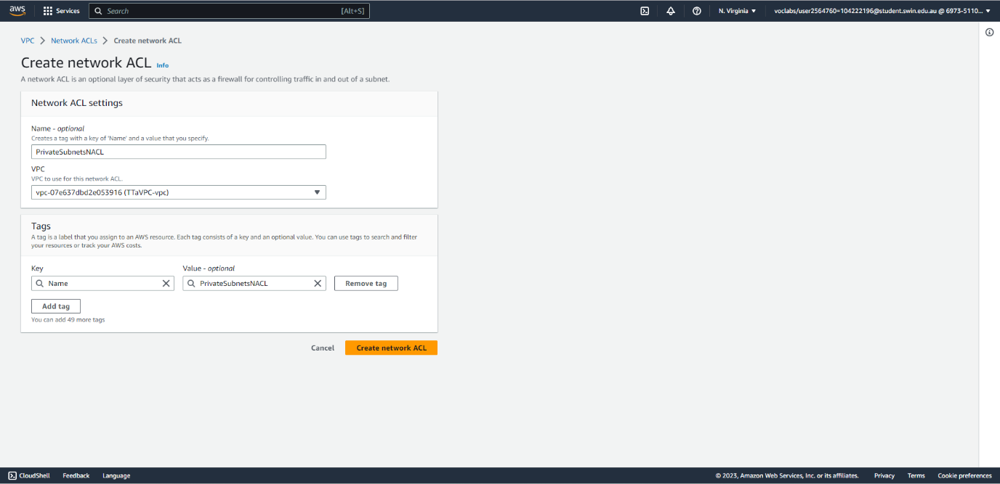 aws Services Search [Alt+S] N. Virginia voclabs/user2564760=104222196@student.swin.edu.au @ 6973-5110...
VPC Network ACLs Create network ACL
Create network ACL Info
A network ACL is an optional layer of security that acts as a firewall for controlling traffic in and out of a subnet.
Network ACL settings
Name - optional
Creates a tag with a key of 'Name' and a value that you specify.
PrivateSubnetsNACL
VPC
VPC to use for this network ACL.
vpc-07e637dbd2e053916 (TTaVPC-vpc)
Tags
A tag is a label that you assign to an AWS resource. Each tag consists of a key and an optional value. You can use tags to search and filter
your resources or track your AWS costs.
Key Value - optional
Name PrivateSubnetsNACL Remove tag
Add tag
You can add 49 more tags
Cancel Create network ACL
CloudShell Feedback Language © 2023, Amazon Web Services, Inc. or its affiliates. Privacy Terms Cookie preferences